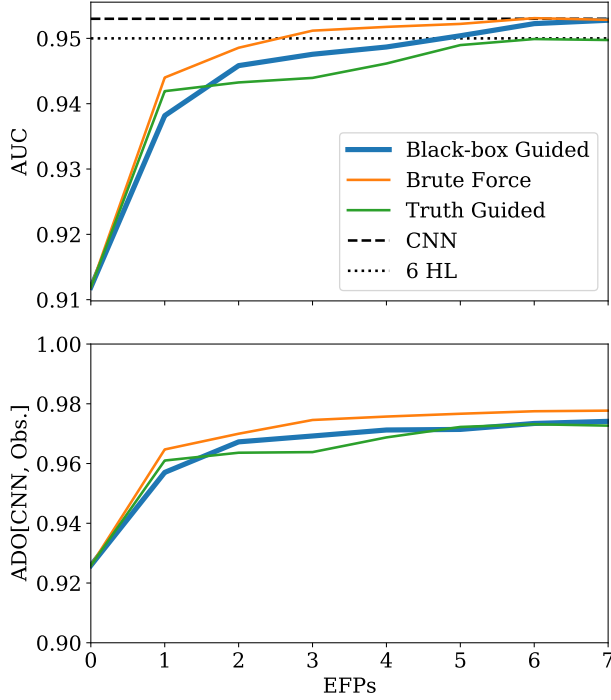 0.95
0.94
0.93
0.92
0.91
AUC
Black-box Guided
Brute Force
Truth Guided
CNN
6 HL
1.00
0.98
0.96
0.94
0.92
0.90
ADO[CNN, Obs.]
0 1 2 3 4 5 6 7
EFPs